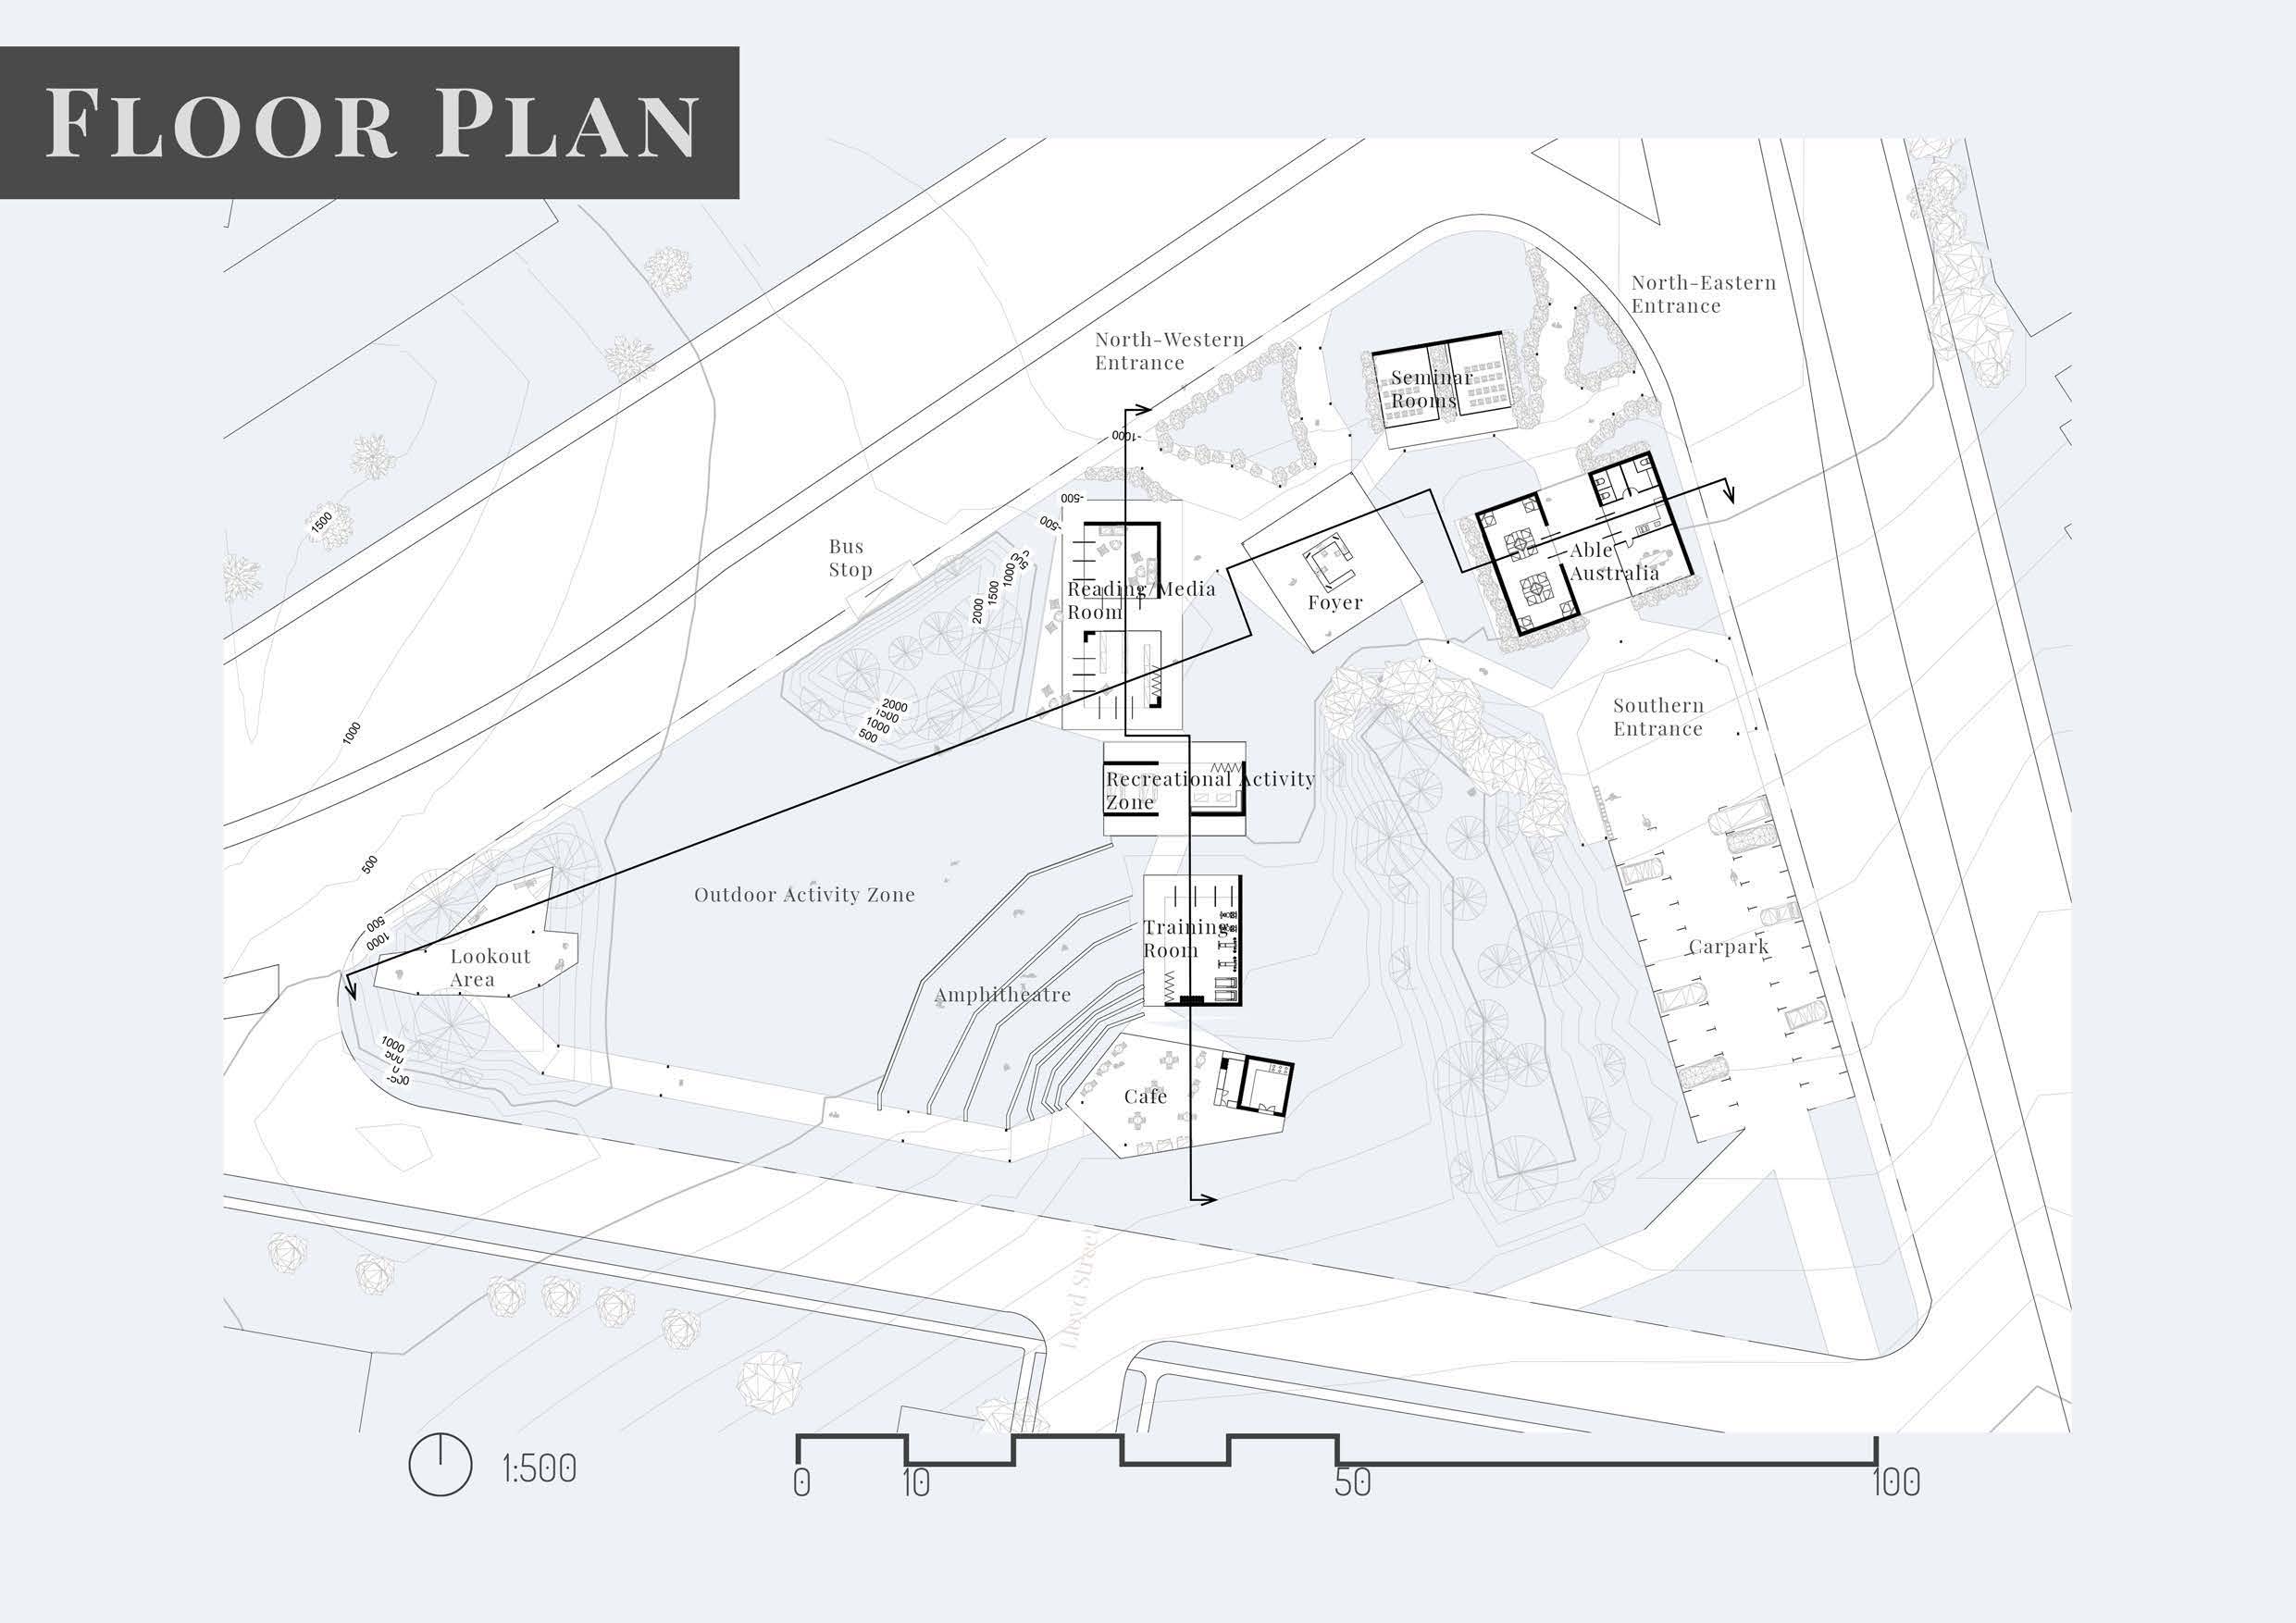 FLOOR PLAN
North-Eastern
Entrance
North-Western
Entrance
Seminar
Rooms
-1000
-500
-500
1500
Bus
Stop
500
1000
1500
2000
Reading/Media
Room
Foyer
Able
Australia
2000
1500
1000
500
Southern
Entrance
1000
Recreational Activity
Zone
500
Outdoor Activity Zone
500
1000
Lookout
Area
Training
Room
Carpark
Amphitheatre
1000
500
0
-500
Cafe
Lloyd Street
1:500
0
10
50
100